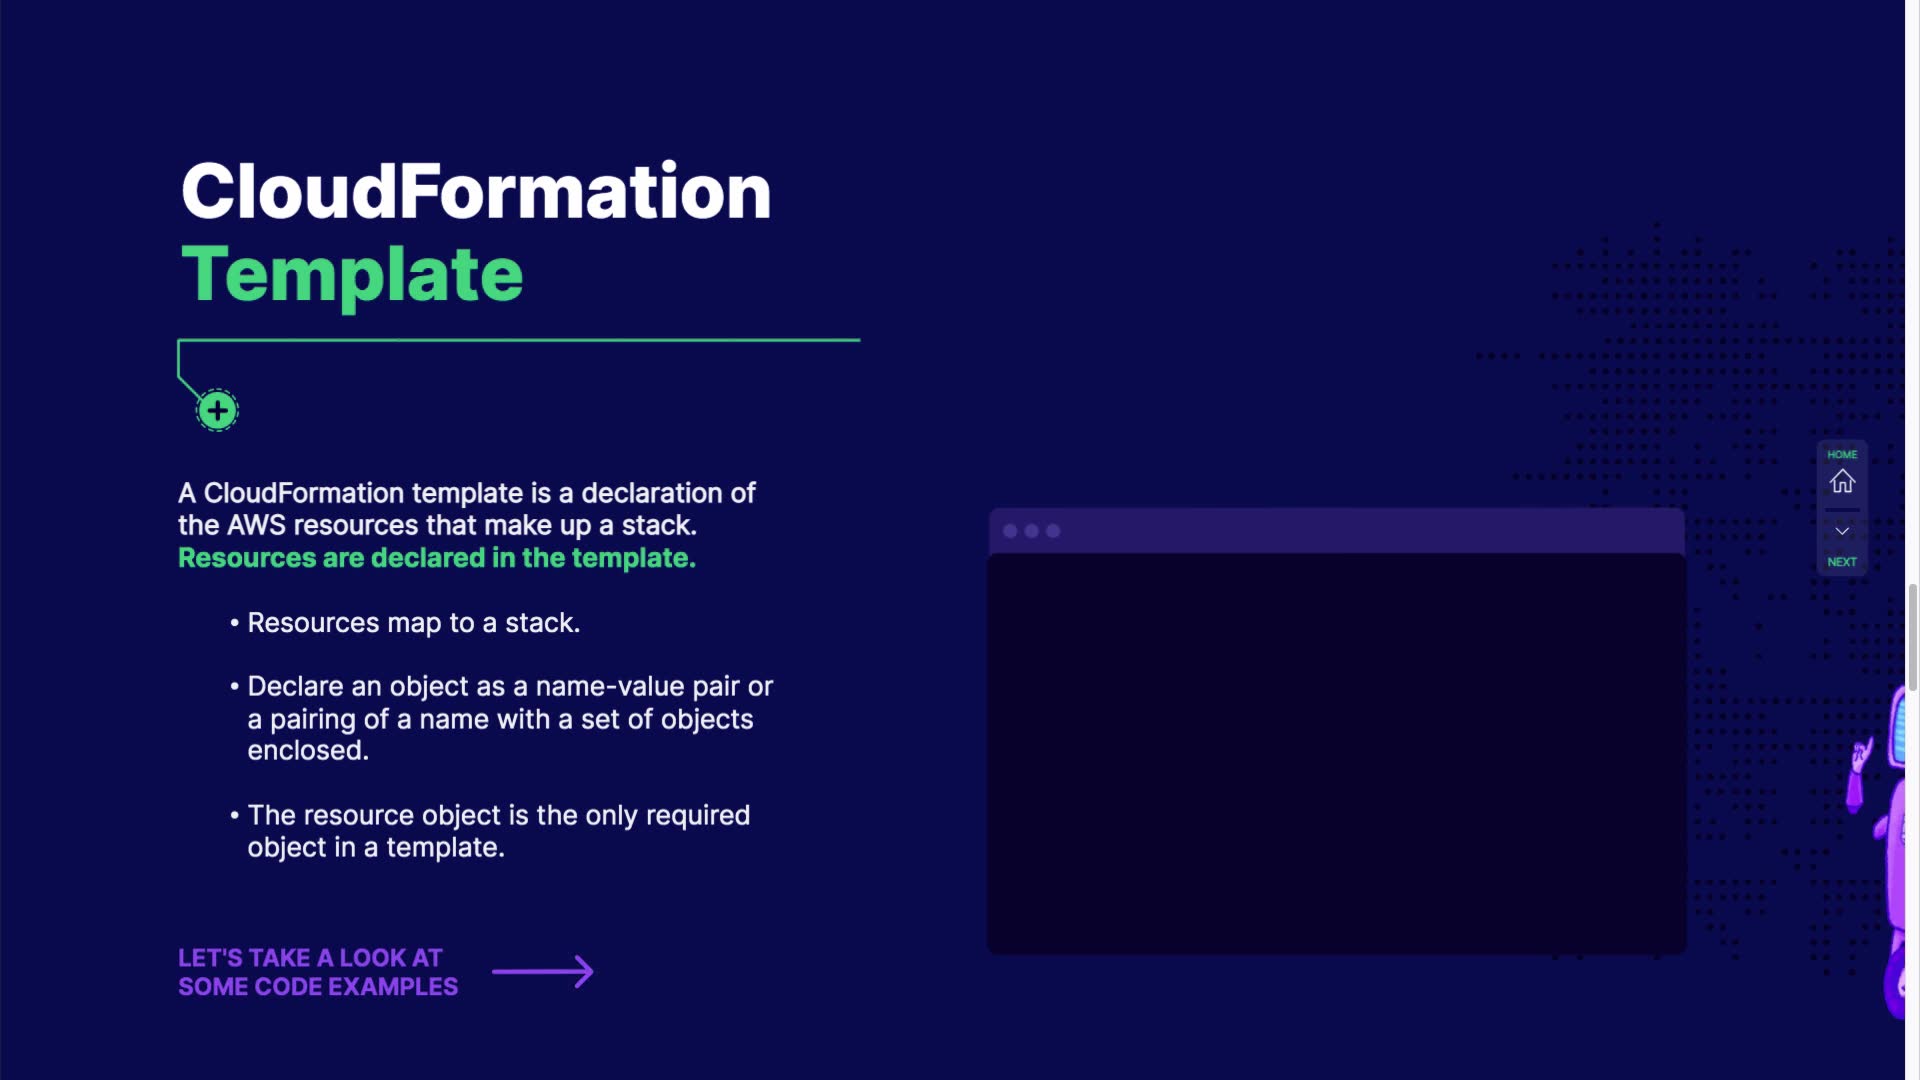 CloudFormation
Template
A CloudFormation template is a declaration of
the AWS resources that make up a stack.
Resources are declared in the template.
• Resources map to a stack.
• Declare an object as a name-value pair or
a pairing of a name with a set of objects
enclosed.
• The resource object is the only required
object in a template.
LET'S TAKE A LOOK AT
SOME CODE EXAMPLES
HOME
NEXT